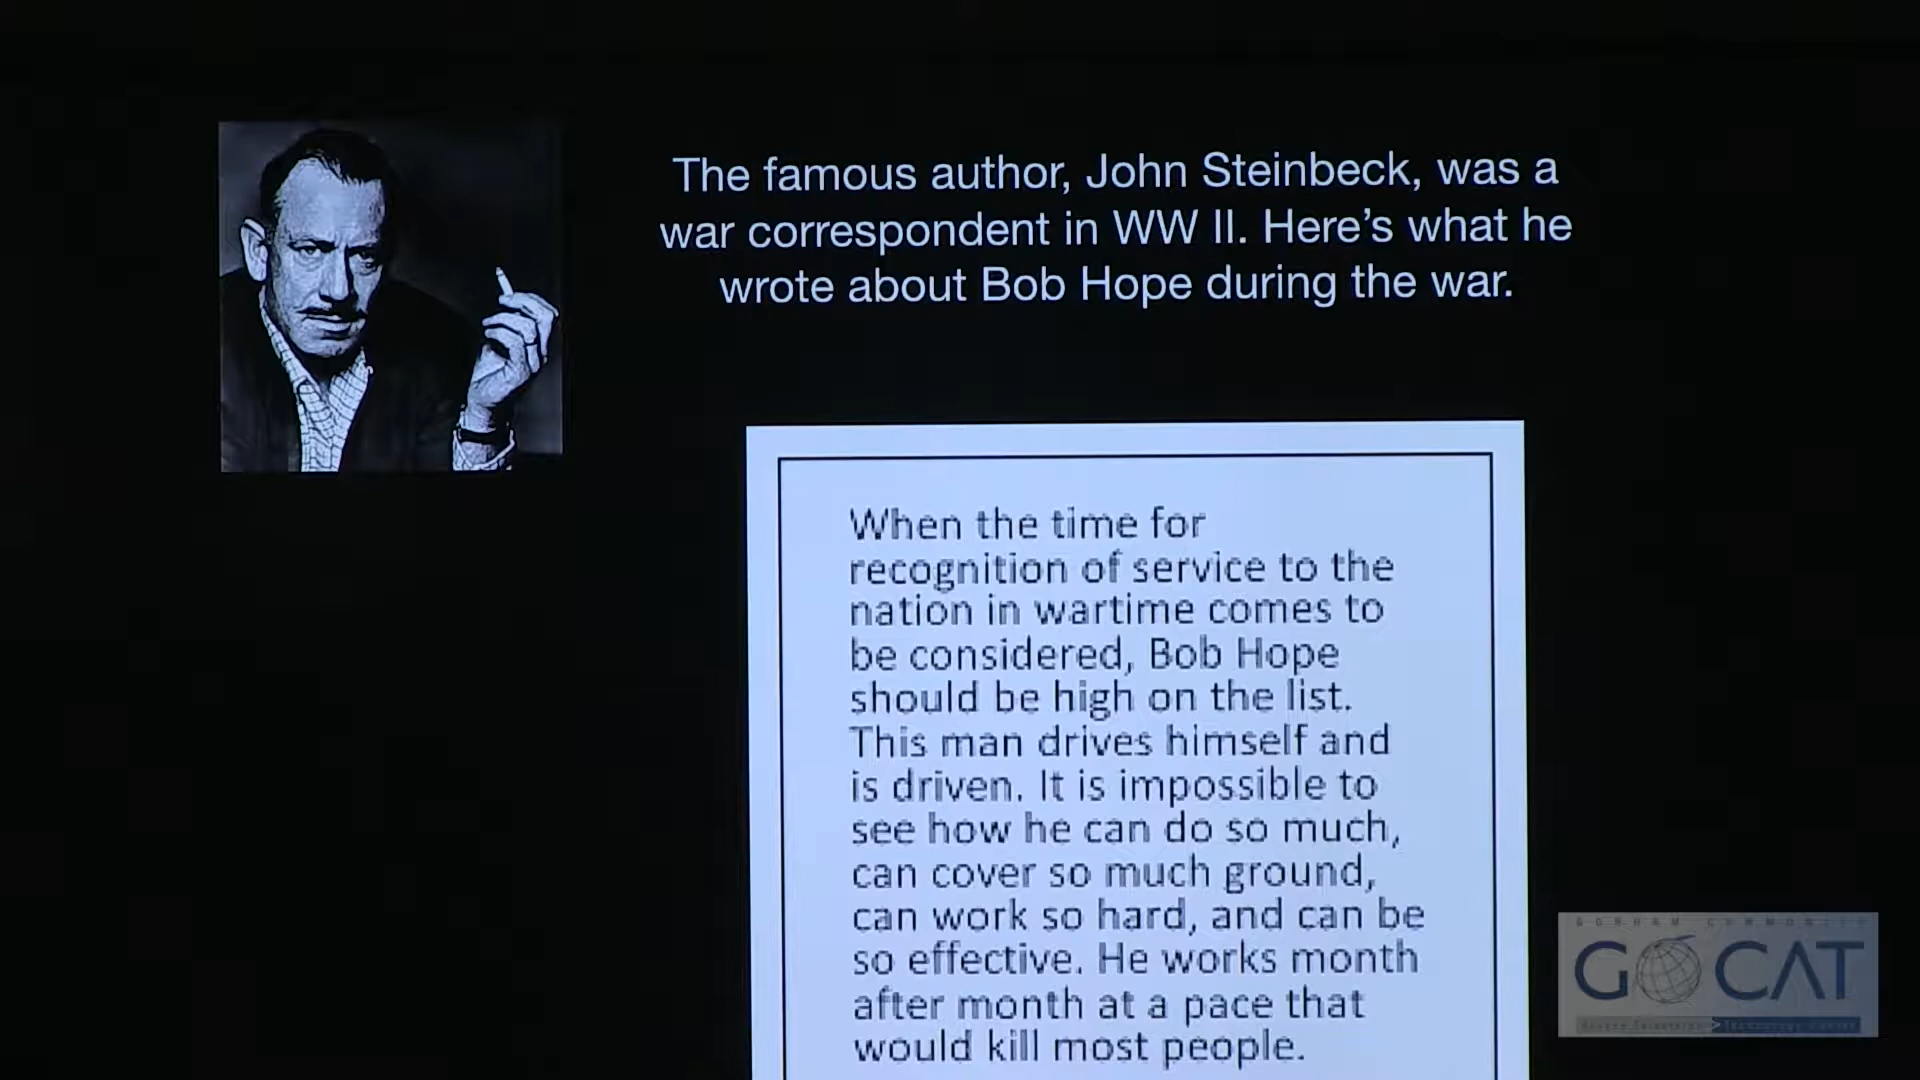 The famous author, John Steinbeck, was a
war correspondent in WW II. Here's what he
wrote about Bob Hope during the war.
When the time for
recognition of service to the
nation in wartime comes to
be considered, Bob Hope
should be high on the list.
This man drives himself and
is driven. It is impossible to
see how he can do so much,
can cover so much ground,
can work so hard, and can be
so effective. He works month
after month at a pace that
would kill most people.
GORHAM COMMUNITY
GOCAT